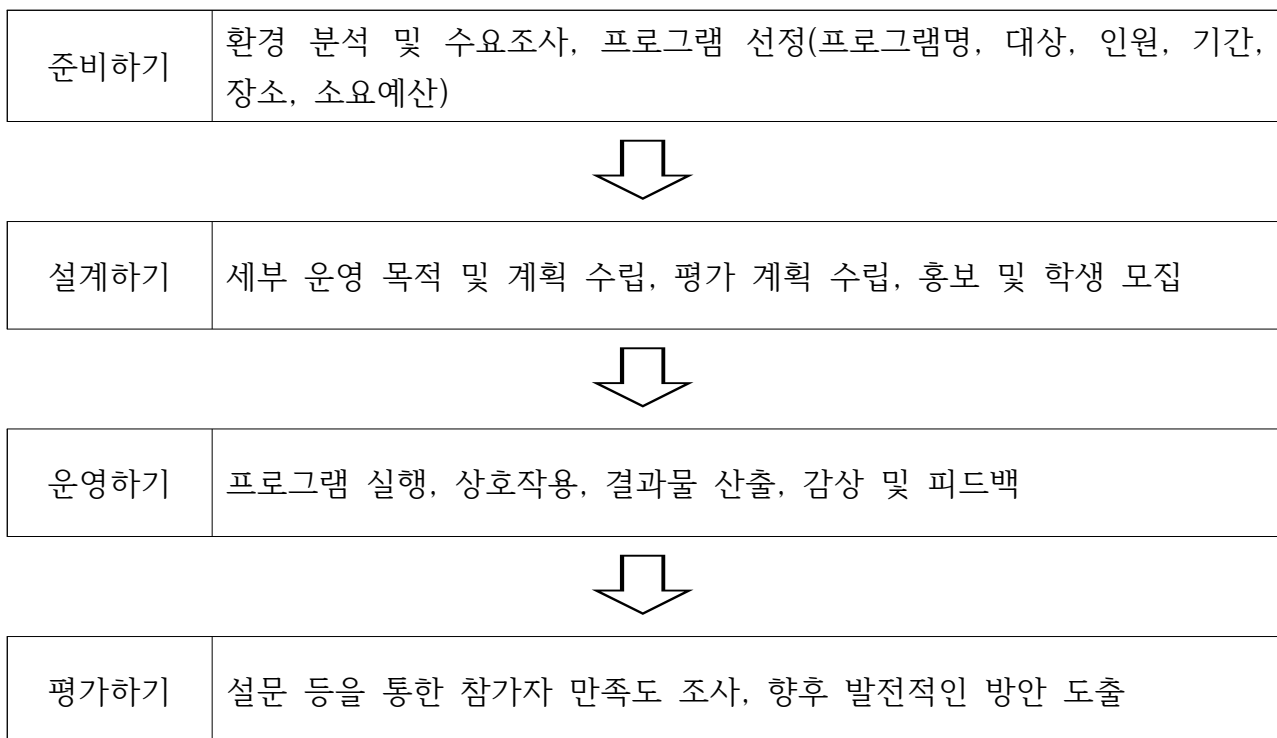 준비하기
환경 분석 및 수요조사, 프로그램 선정(프로그램명, 대상, 인원, 기간,
장소, 소요예산)
설계하기
세부 운영 목적 및 계획 수립, 평가 계획 수립, 홍보 및 학생 모집
운영하기
프로그램 실행, 상호작용, 결과물 산출, 감상 및 피드백
평가하기
설문 등을 통한 참가자 만족도 조사, 향후 발전적인 방안 도출